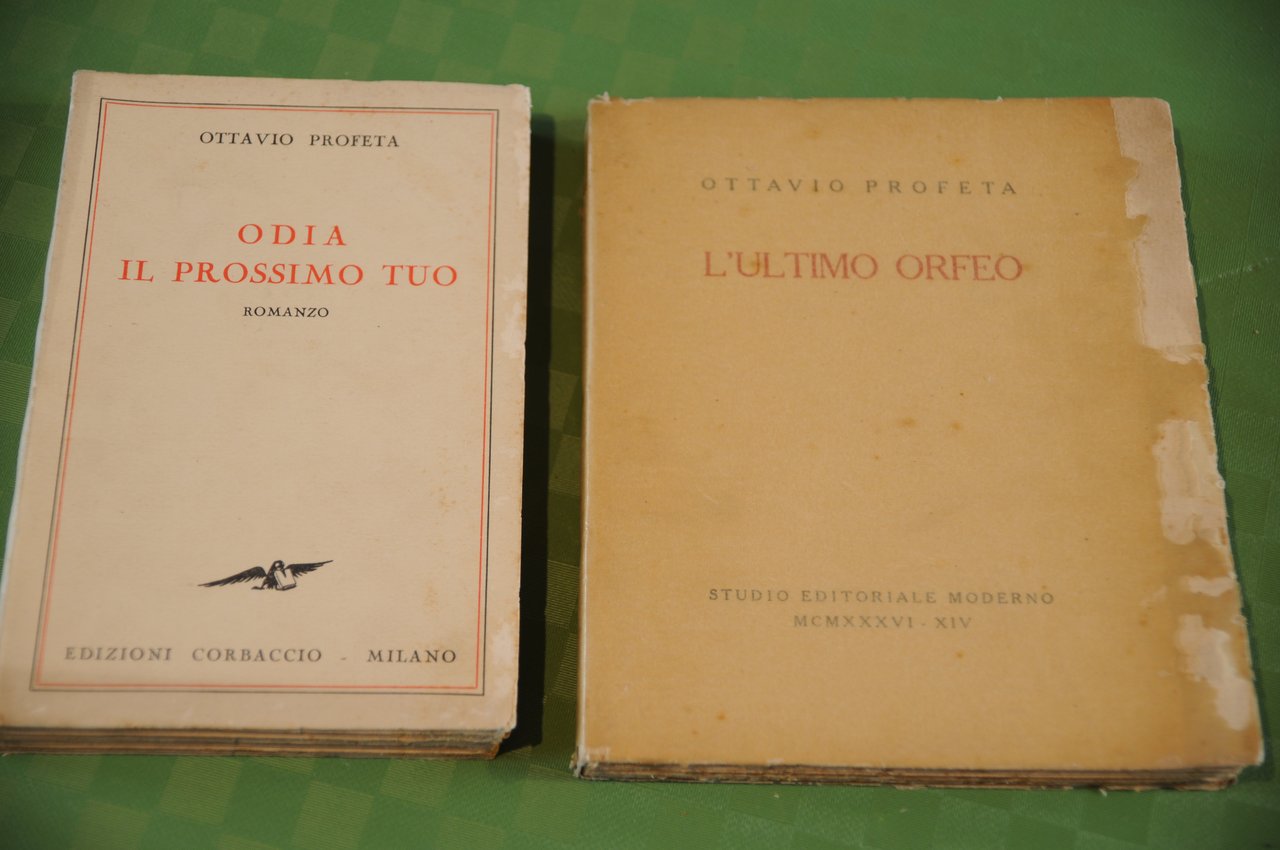 OTTAVIO PROFETA
ODIA
IL PROSSIMO TUO
ROMANZO
EDIZIONI CORBACCIO - MILANO
OTTAVIO PROFETA
L'ULTIMO ORFEO
STUDIO EDITORIALE MODERNO
MCMXXXVI - XIV